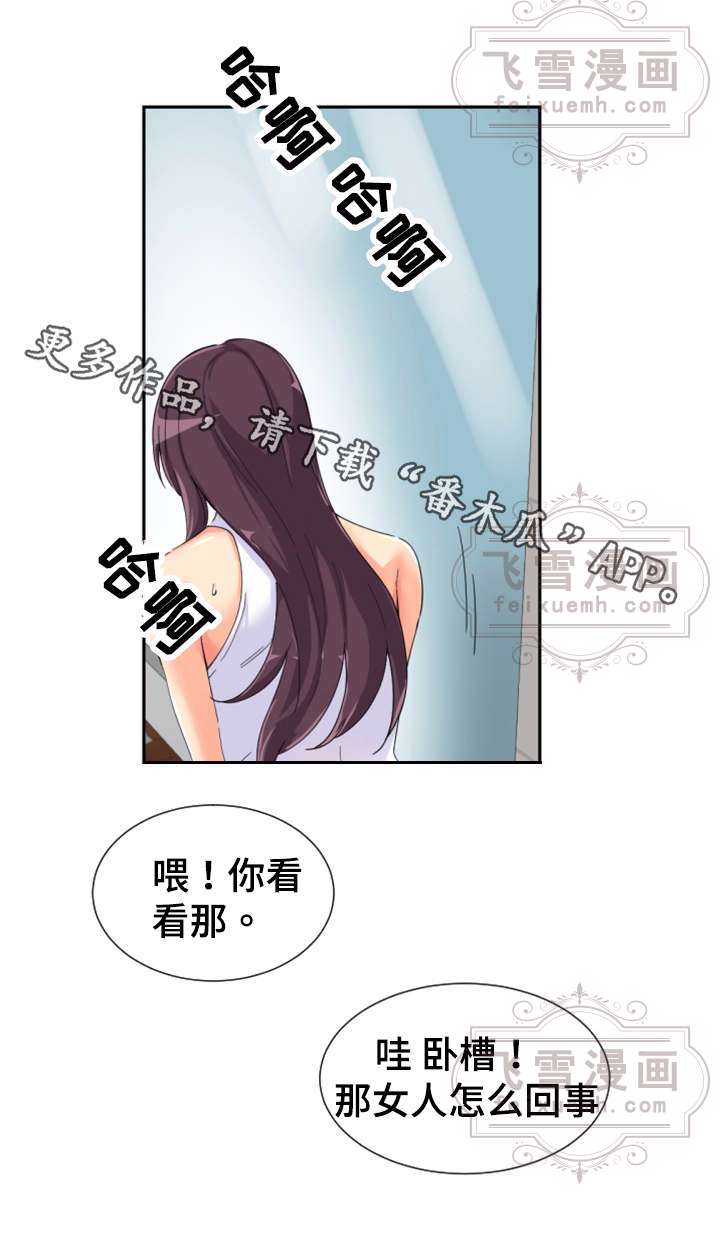 飞雪漫画
feixuemh.com
哈啊 哈啊
更多作品，请下载“番木瓜”APP。
飞雪漫画
feixuemh.com
哈啊
喂！你看
看那。
飞雪漫画
feixuemh.com
哇 卧槽！
那女人怎么回事